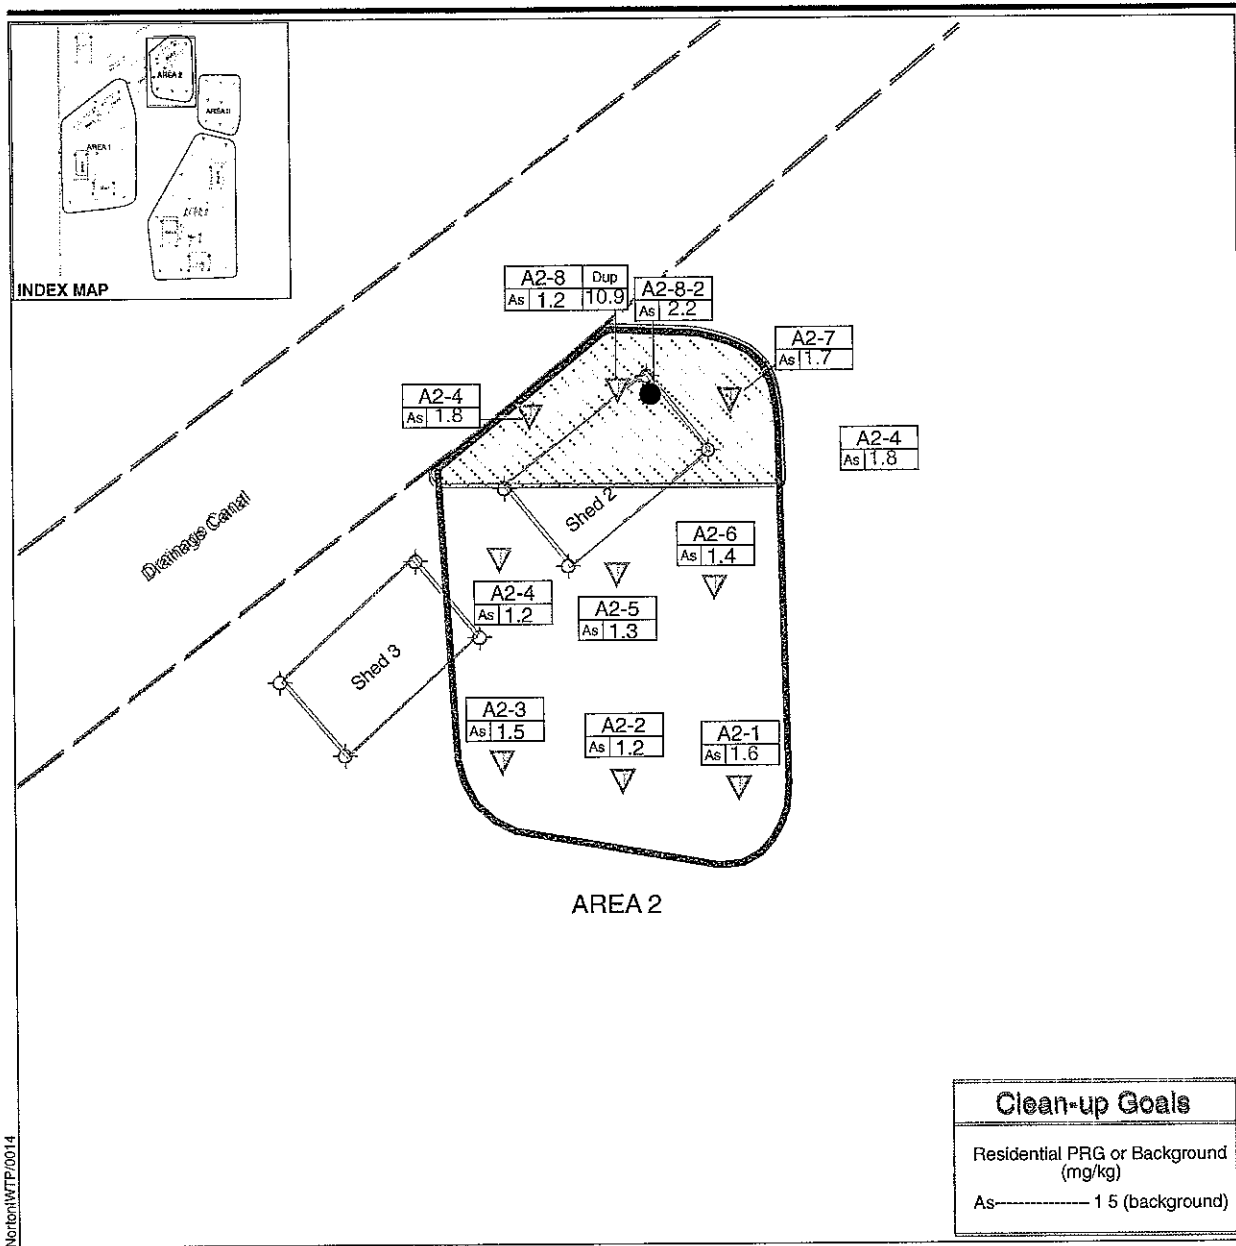 AREA 2
AREA 1
INDEX MAP
A2-8 Dup
As 1.2 10.9
A2-8-2
As 2.2
A2-7
As 1.7
A2-4
As 1.8
A2-4
As 1.8
Drainage Canal
Shed 2
A2-6
As 1.4
A2-4
As 1.2
A2-5
As 1.3
Shed 3
A2-3
As 1.5
A2-2
As 1.2
A2-1
As 1.6
AREA 2
Clean-up Goals
Residential PRG or Background
(mg/kg)
As-------------- 1 5 (background)
Norton\IWTP/0014